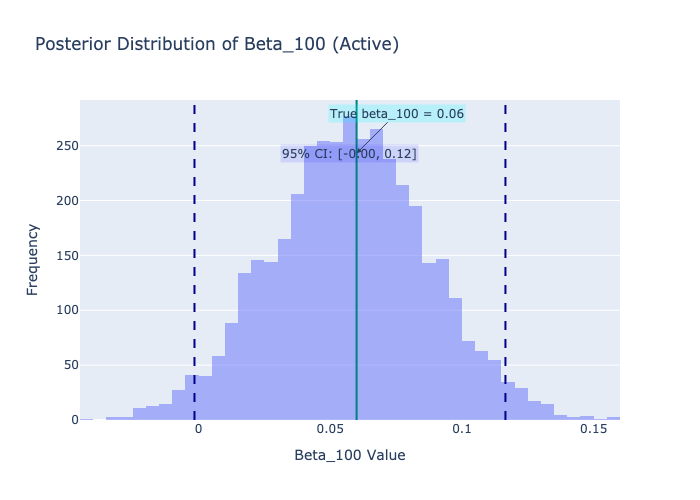 Posterior Distribution of Beta_100 (Active)
True beta_100 = 0.06
95% CI: [-0.00, 0.12]
250
200
150
100
50
0
Frequency
0
0.05
0.1
0.15
Beta_100 Value